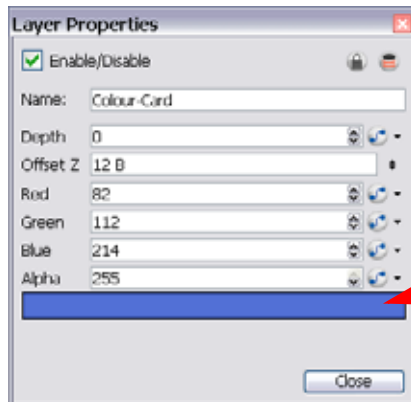 Layer Properties
Enable/Disable
Name: Colour-Card
Depth 0
Offset Z 12 B
Red 82
Green 112
Blue 214
Alpha 255
Close